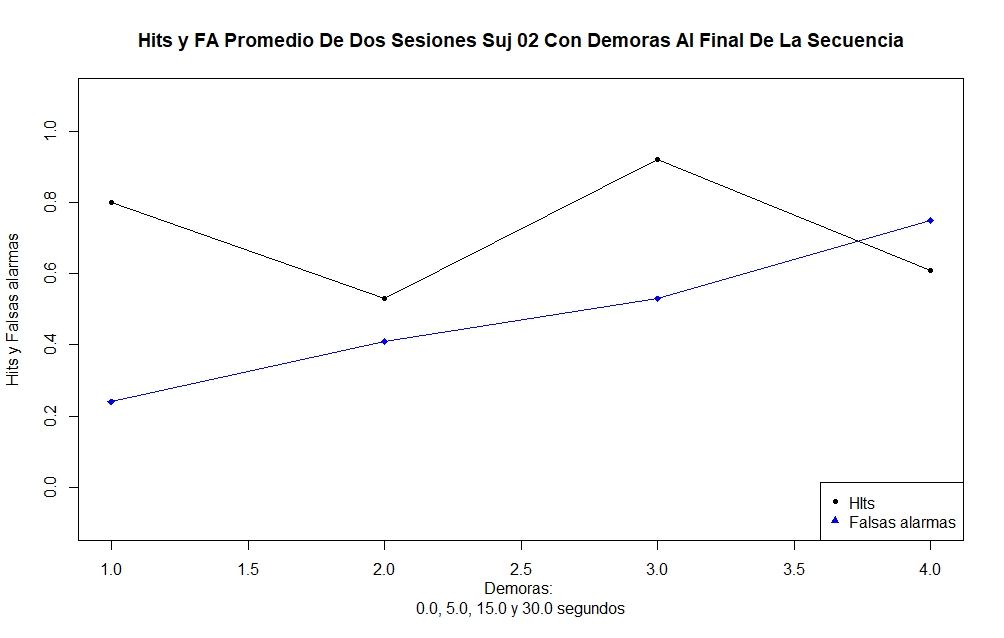 Hits y FA Promedio De Dos Sesiones Suj 02 Con Demoras Al Final De La Secuencia
Hits y Falsas alarmas
1.0
0.8
0.6
0.4
0.2
0.0
HIts
Falsas alarmas
1.0 1.5 2.0 2.5 3.0 3.5 4.0
Demoras:
0.0, 5.0, 15.0 y 30.0 segundos